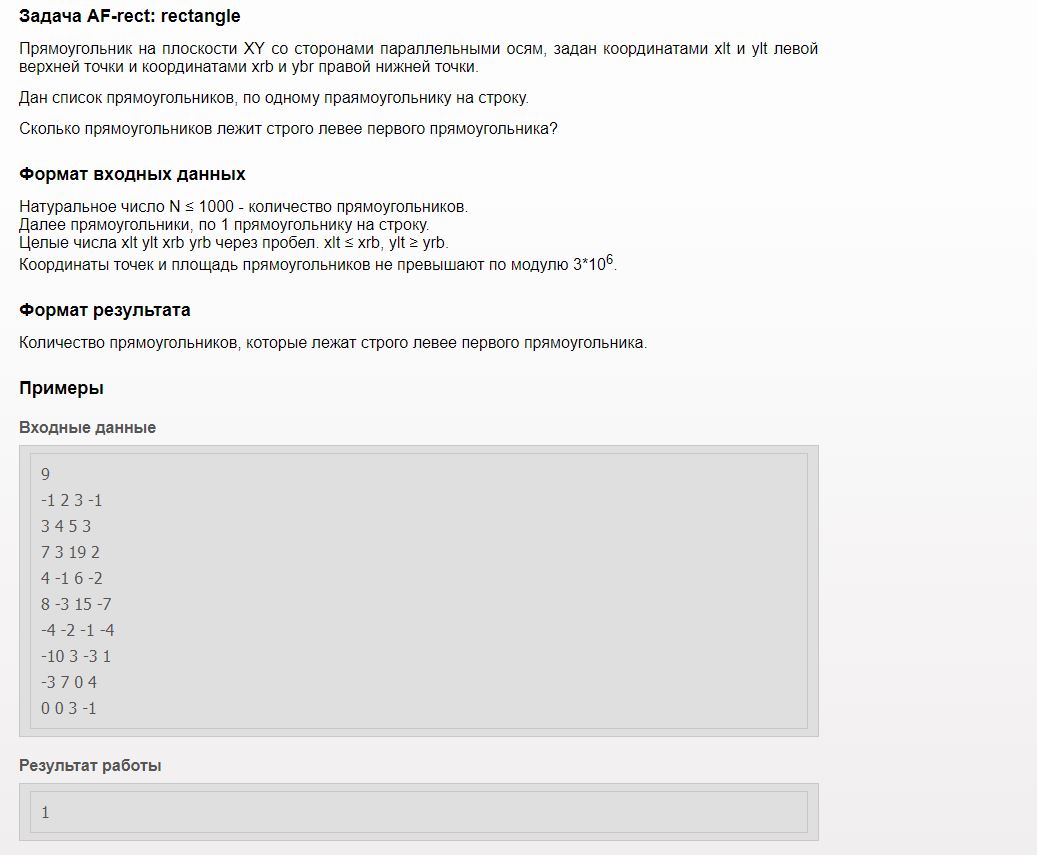 Задача AF-rect: rectangle
Прямоугольник на плоскости XY со сторонами параллельными осям, задан координатами xlt и ylt левой
верхней точки и координатами xrb и ybr правой нижней точки.
Дан список прямоугольников, по одному праямоугольнику на строку.
Сколько прямоугольников лежит строго левее первого прямоугольника?
Формат входных данных
Натуральное число N ≤ 1000 - количество прямоугольников.
Далее прямоугольники, по 1 прямоугольнику на строку.
Целые числа xlt ylt xrb yrb через пробел. xlt ≤ xrb, ylt ≥ yrb.
Координаты точек и площадь прямоугольников не превышают по модулю 3*10⁶.
Формат результата
Количество прямоугольников, которые лежат строго левее первого прямоугольника.
Примеры
Входные данные
9
-1 2 3 -1
3 4 5 3
7 3 19 2
4 -1 6 -2
8 -3 15 -7
-4 -2 -1 -4
-10 3 -3 1
-3 7 0 4
0 0 3 -1
Результат работы
1